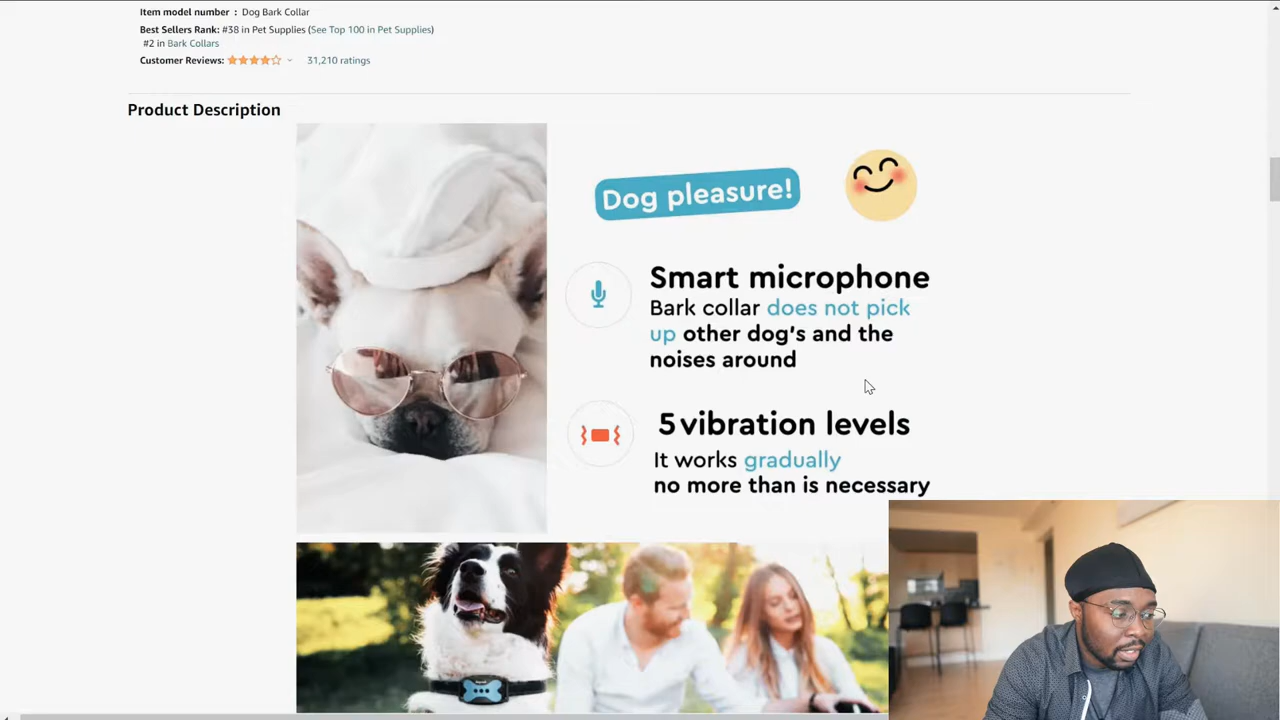 Item model number : Dog Bark Collar
Best Sellers Rank: #38 in Pet Supplies (See Top 100 in Pet Supplies)
#2 in Bark Collars
Customer Reviews: 31,210 ratings
Product Description
Dog pleasure!
Smart microphone
Bark collar does not pick
up other dog's and the
noises around
5 vibration levels
It works gradually
no more than is necessary